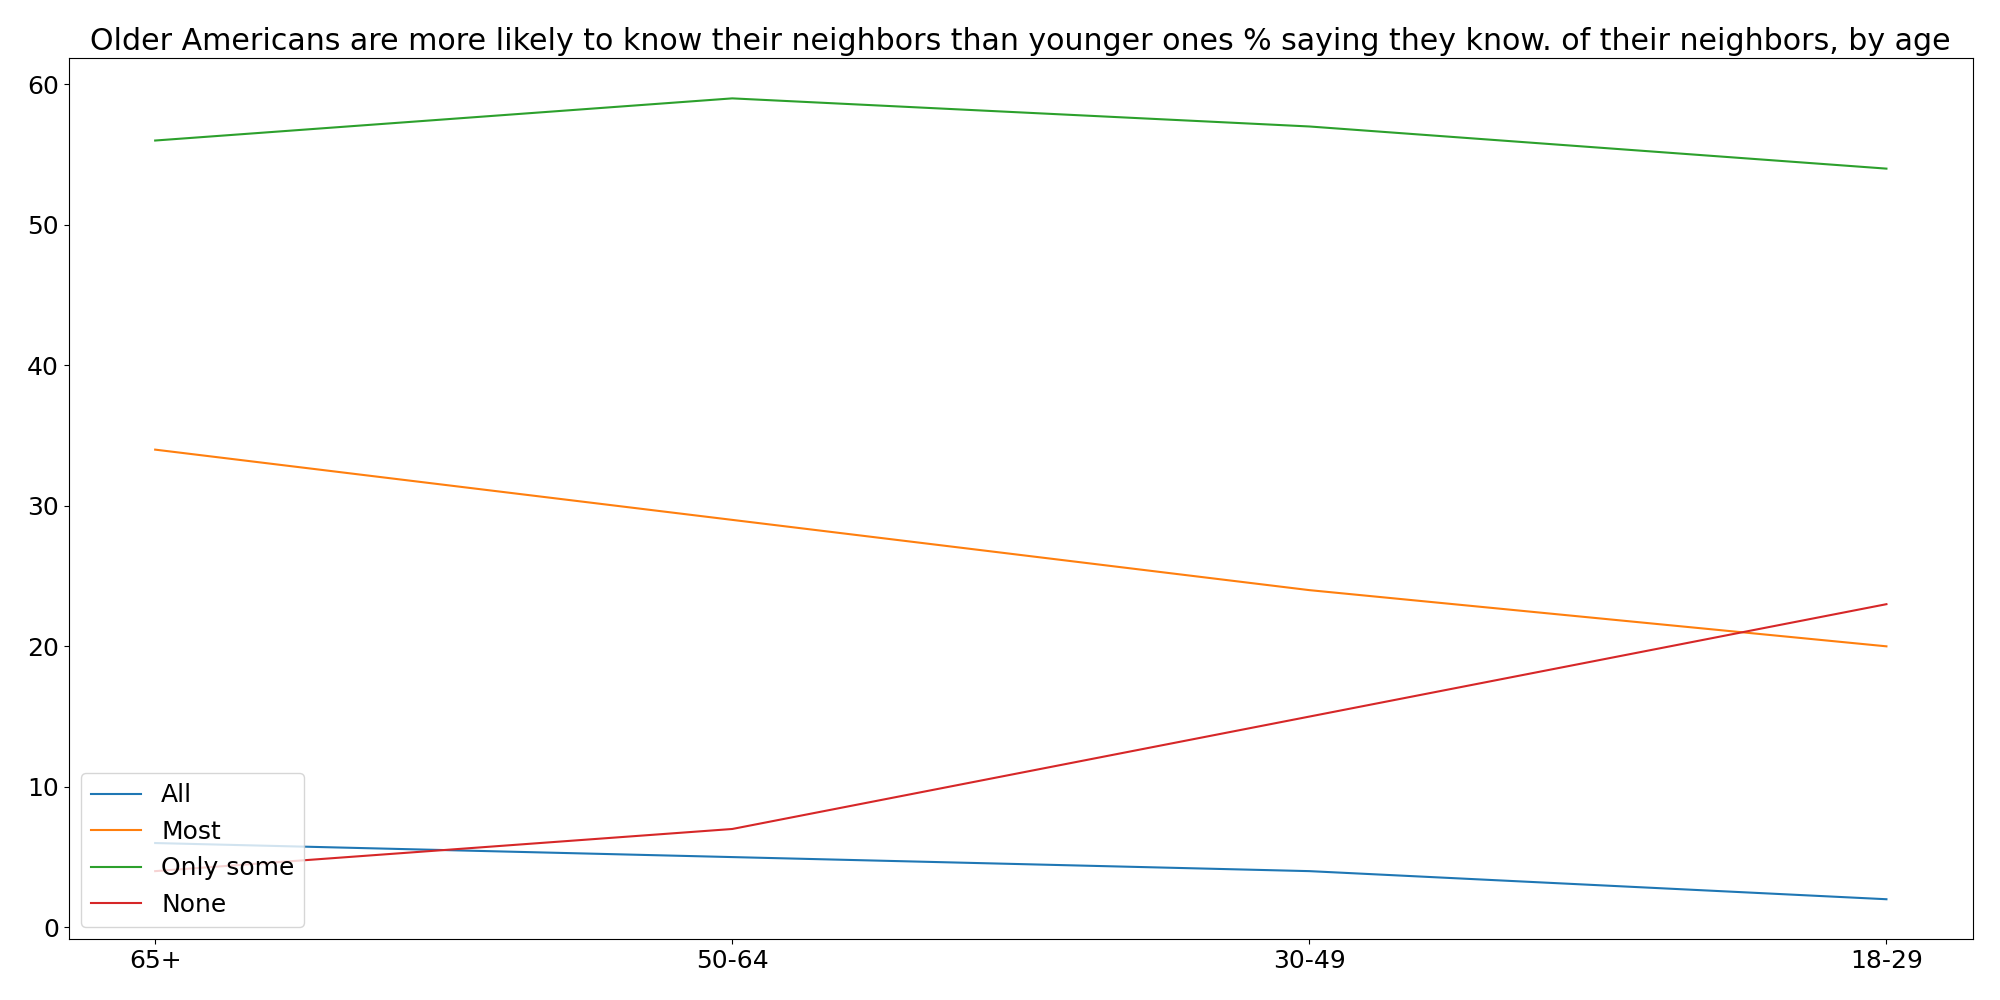 Older Americans are more likely to know their neighbors than younger ones % saying they know. of their neighbors, by age
60
50
40
30
20
10
0
All
Most
Only some
None
65+ 50-64 30-49 18-29